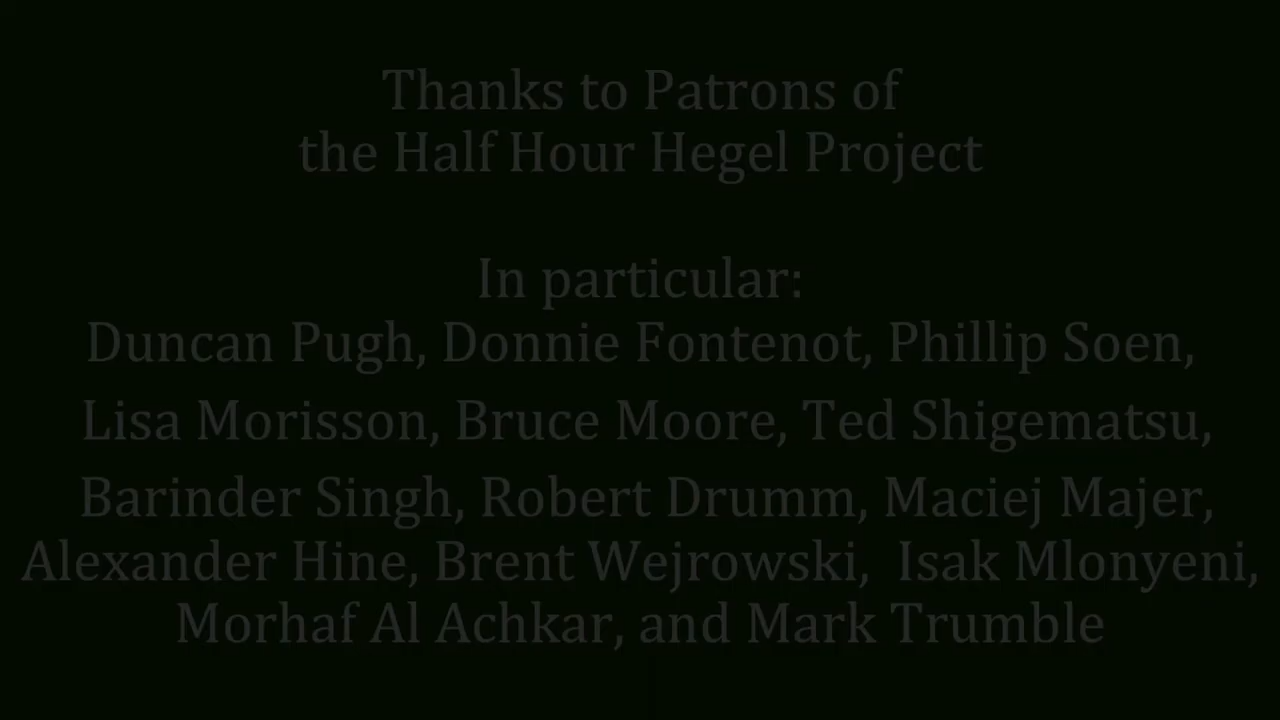 Thanks to Patrons of
the Half Hour Hegel Project
In particular:
Duncan Pugh, Donnie Fontenot, Phillip Soen,
Lisa Morisson, Bruce Moore, Ted Shigematsu,
Barinder Singh, Robert Drumm, Maciej Majer,
Alexander Hine, Brent Wejrowski,  Isak Mlonyeni,
Morhaf Al Achkar, and Mark Trumble